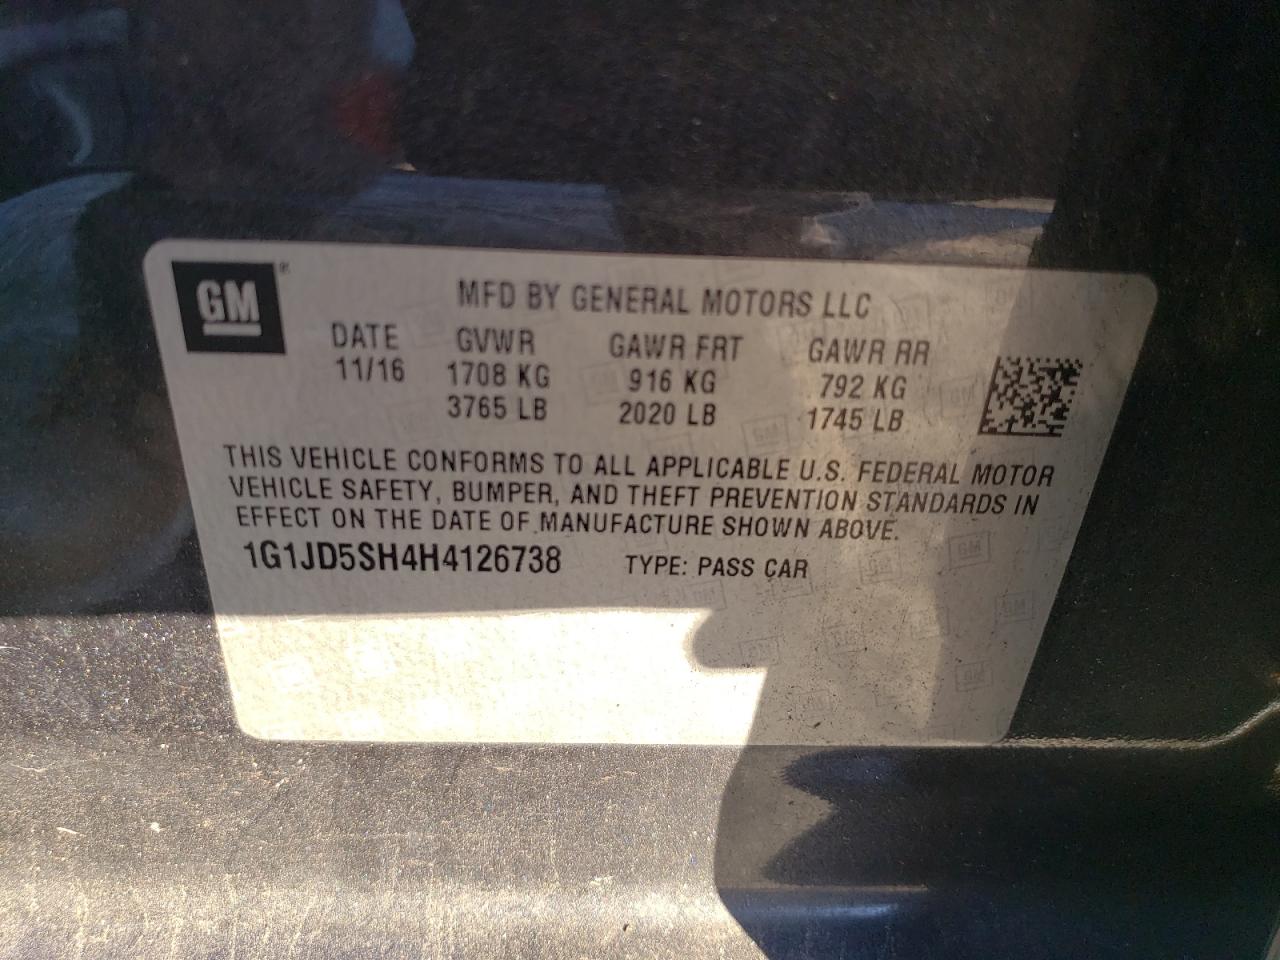 GM
MFD BY GENERAL MOTORS LLC
DATE GVWR GAWR FRT GAWR RR
11/16 1708 KG 916 KG 792 KG
3765 LB 2020 LB 1745 LB
THIS VEHICLE CONFORMS TO ALL APPLICABLE U.S. FEDERAL MOTOR
VEHICLE SAFETY, BUMPER, AND THEFT PREVENTION STANDARDS IN
EFFECT ON THE DATE OF MANUFACTURE SHOWN ABOVE.
1G1JD5SH4H4126738 TYPE: PASS CAR